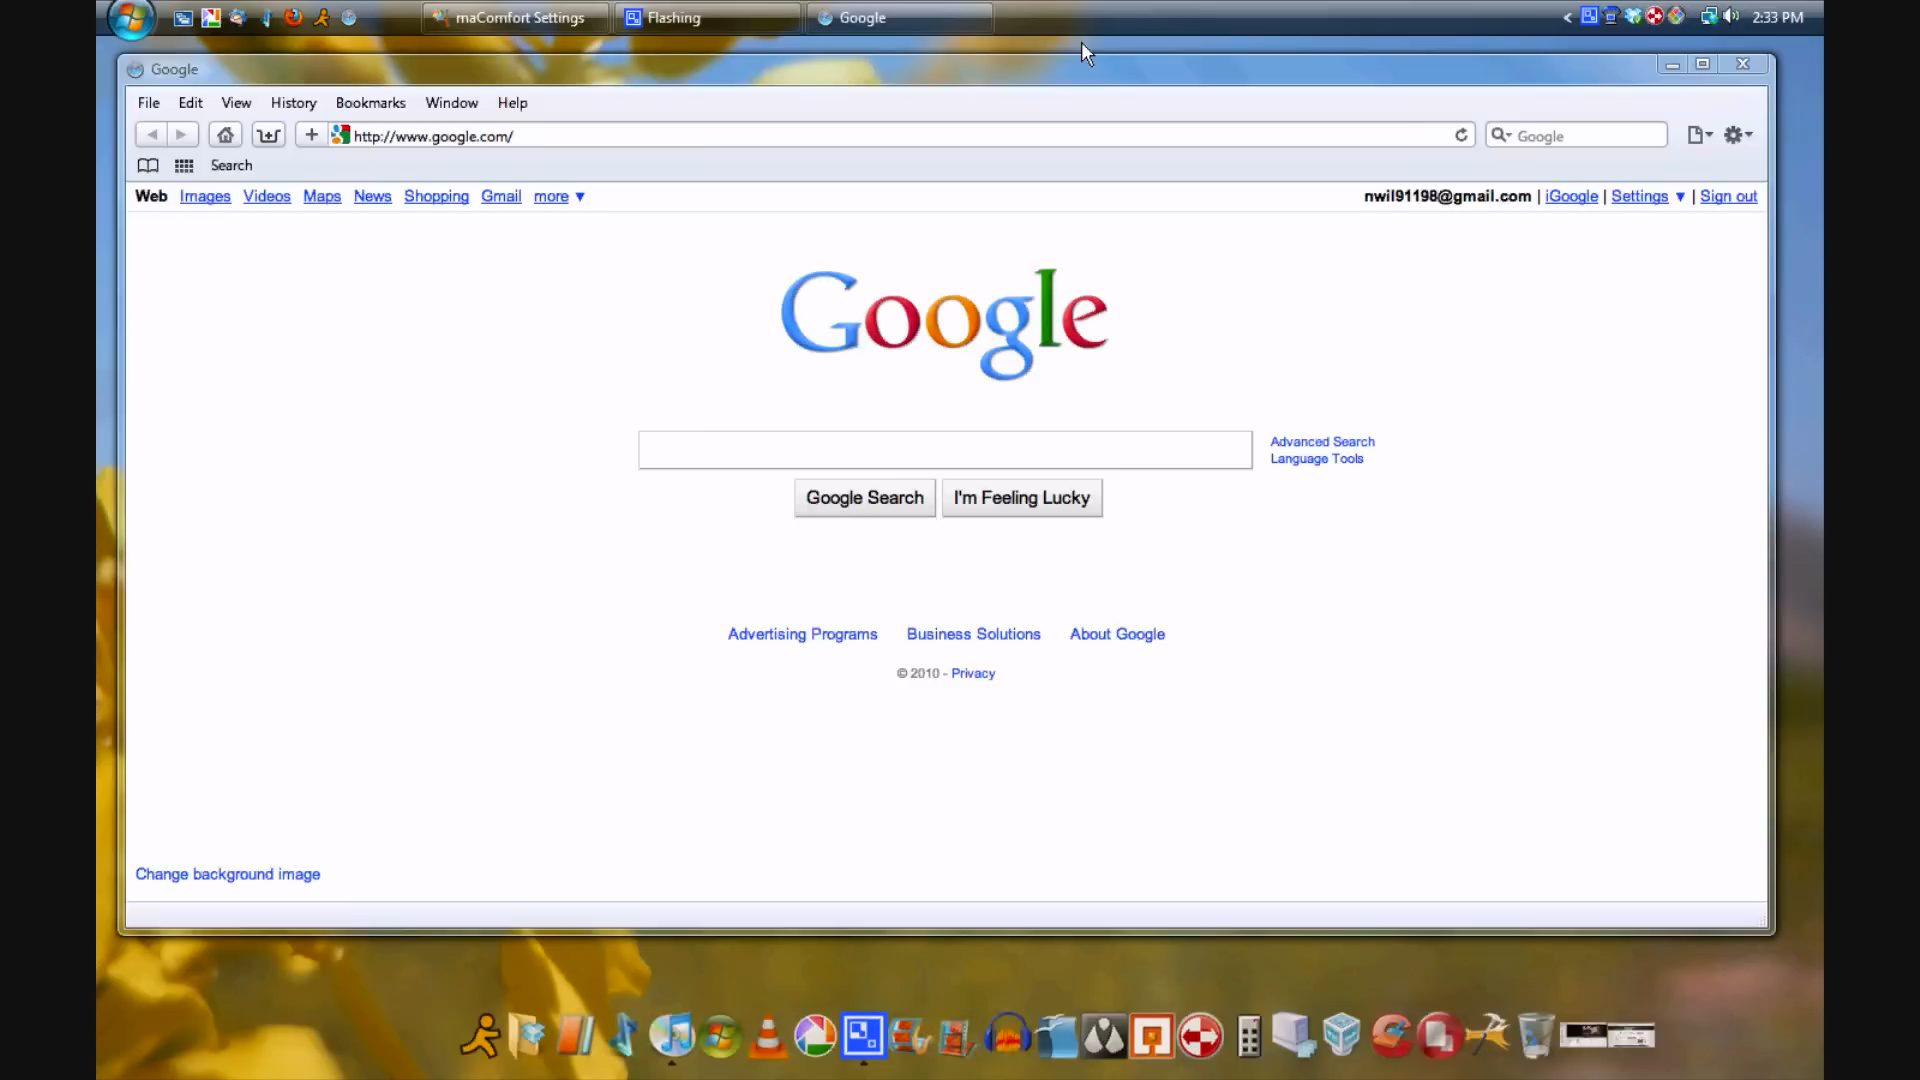 maComfort Settings Flashing Google < 2:33 PM
Google
File Edit View History Bookmarks Window Help
http://www.google.com/ Google
Search
Web Images Videos Maps News Shopping Gmail more ▼ nwil91198@gmail.com | iGoogle | Settings ▼ | Sign out
Google
Advanced Search
Language Tools
Google Search I'm Feeling Lucky
Advertising Programs Business Solutions About Google
© 2010 - Privacy
Change background image